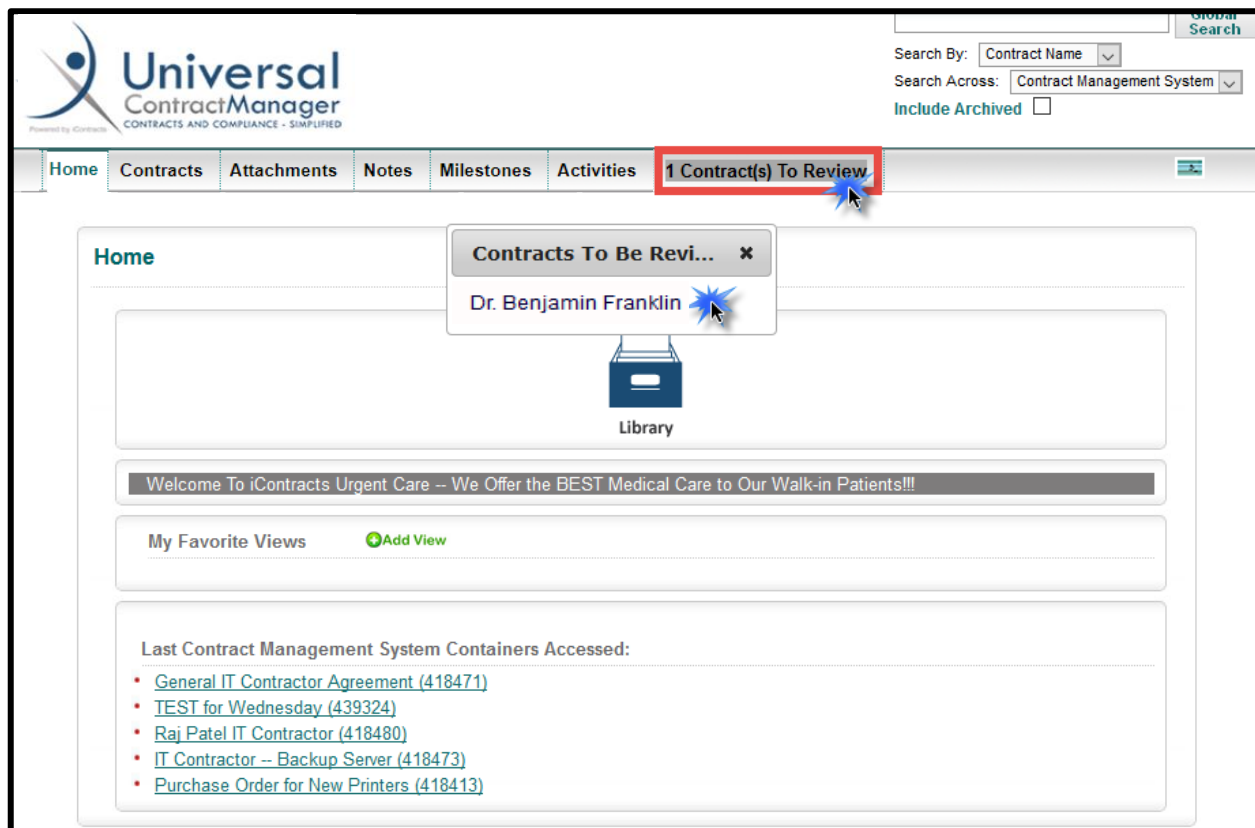 Global
Search
Search By: Contract Name
Search Across: Contract Management System
Include Archived
Universal
ContractManager
CONTRACTS AND COMPLIANCE - SIMPLIFIED
Powered by iContracts
Home Contracts Attachments Notes Milestones Activities 1 Contract(s) To Review
Home
Contracts To Be Revi... ✖
Dr. Benjamin Franklin
Library
Welcome To iContracts Urgent Care -- We Offer the BEST Medical Care to Our Walk-in Patients!!!
My Favorite Views Add View
Last Contract Management System Containers Accessed:
General IT Contractor Agreement (418471)
TEST for Wednesday (439324)
Raj Patel IT Contractor (418480)
IT Contractor -- Backup Server (418473)
Purchase Order for New Printers (418413)